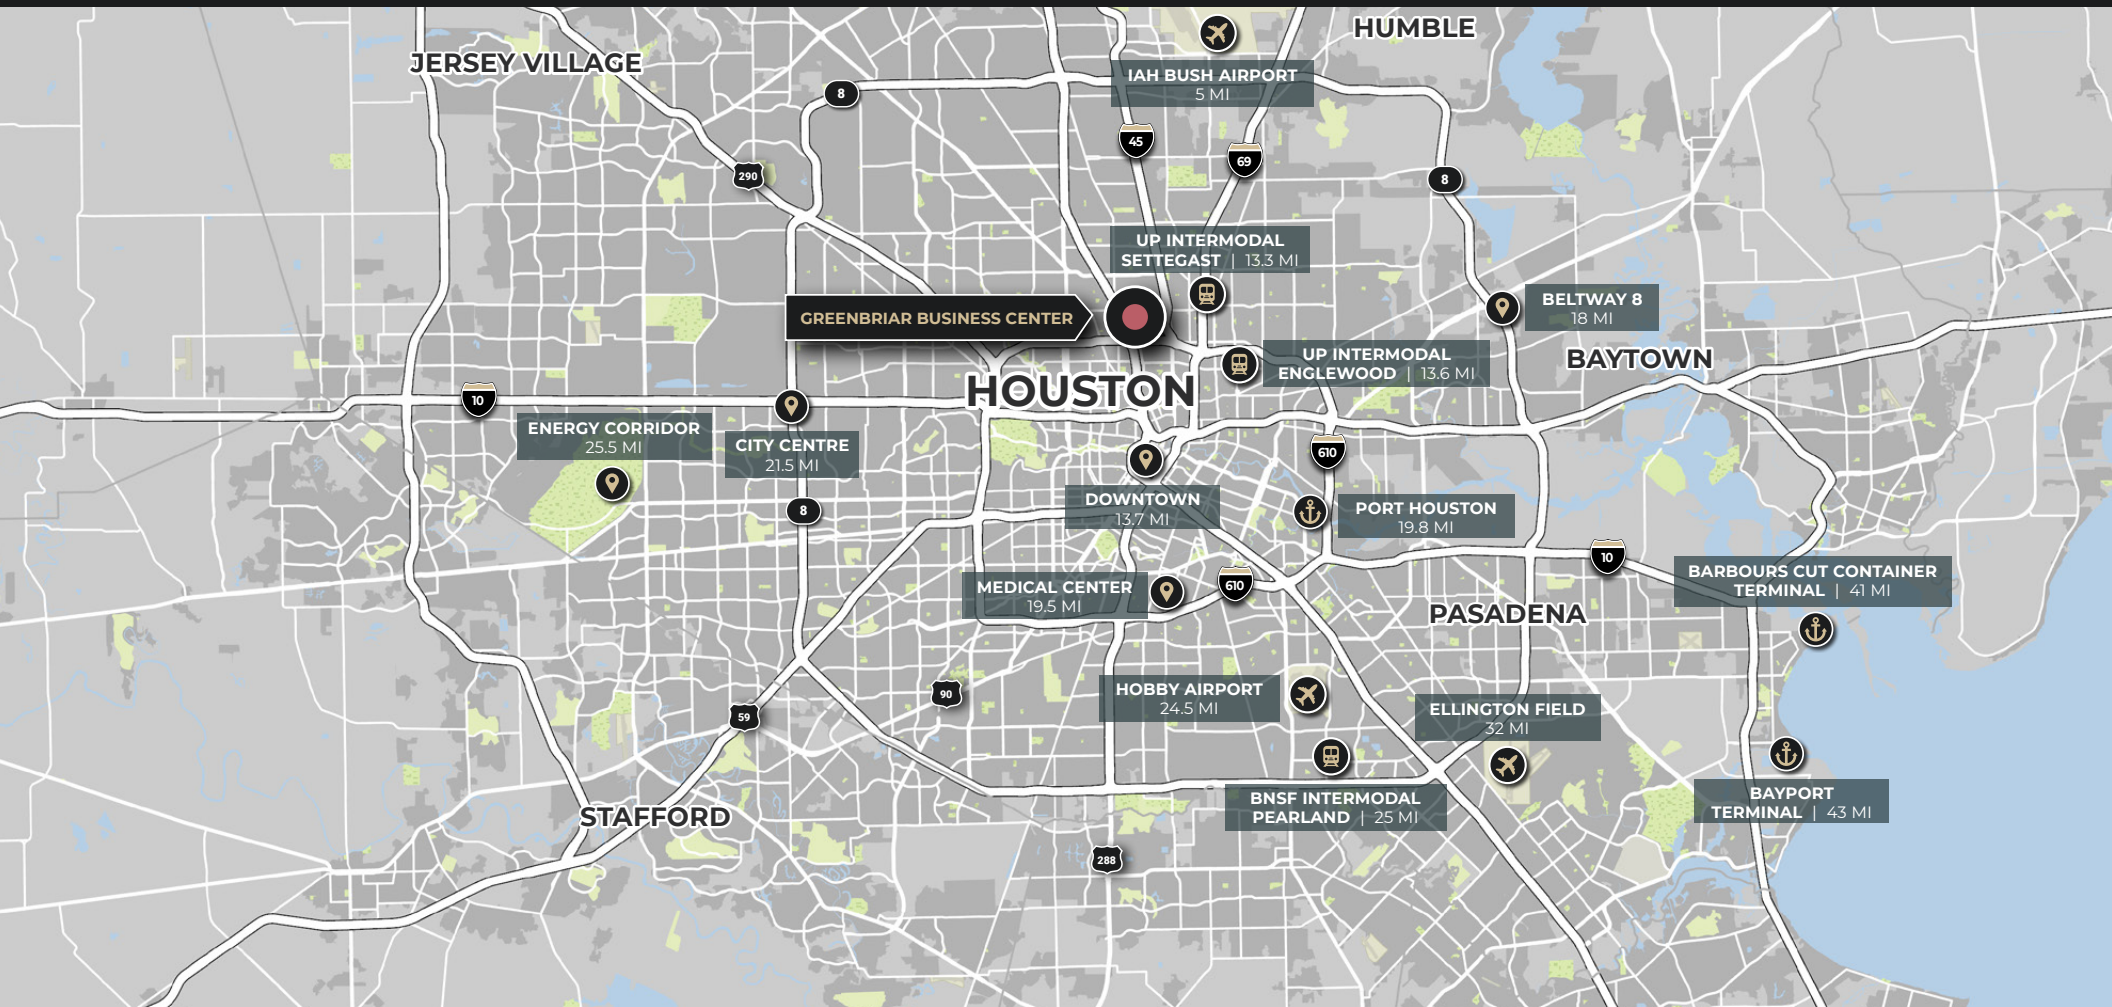 HUMBLE
JERSEY VILLAGE
IAH BUSH AIRPORT
5 MI
8
45
69
290
8
UP INTERMODAL
SETTEGAST | 13.3 MI
BELTWAY 8
18 MI
GREENBRIAR BUSINESS CENTER
UP INTERMODAL
ENGLEWOOD | 13.6 MI
BAYTOWN
HOUSTON
10
ENERGY CORRIDOR
25.5 MI
CITY CENTRE
21.5 MI
610
8
DOWNTOWN
13.7 MI
PORT HOUSTON
19.8 MI
10
BARBOURS CUT CONTAINER
TERMINAL | 41 MI
MEDICAL CENTER
19.5 MI
610
PASADENA
90
HOBBY AIRPORT
24.5 MI
59
ELLINGTON FIELD
32 MI
BNSF INTERMODAL
PEARLAND | 25 MI
BAYPORT
TERMINAL | 43 MI
STAFFORD
288